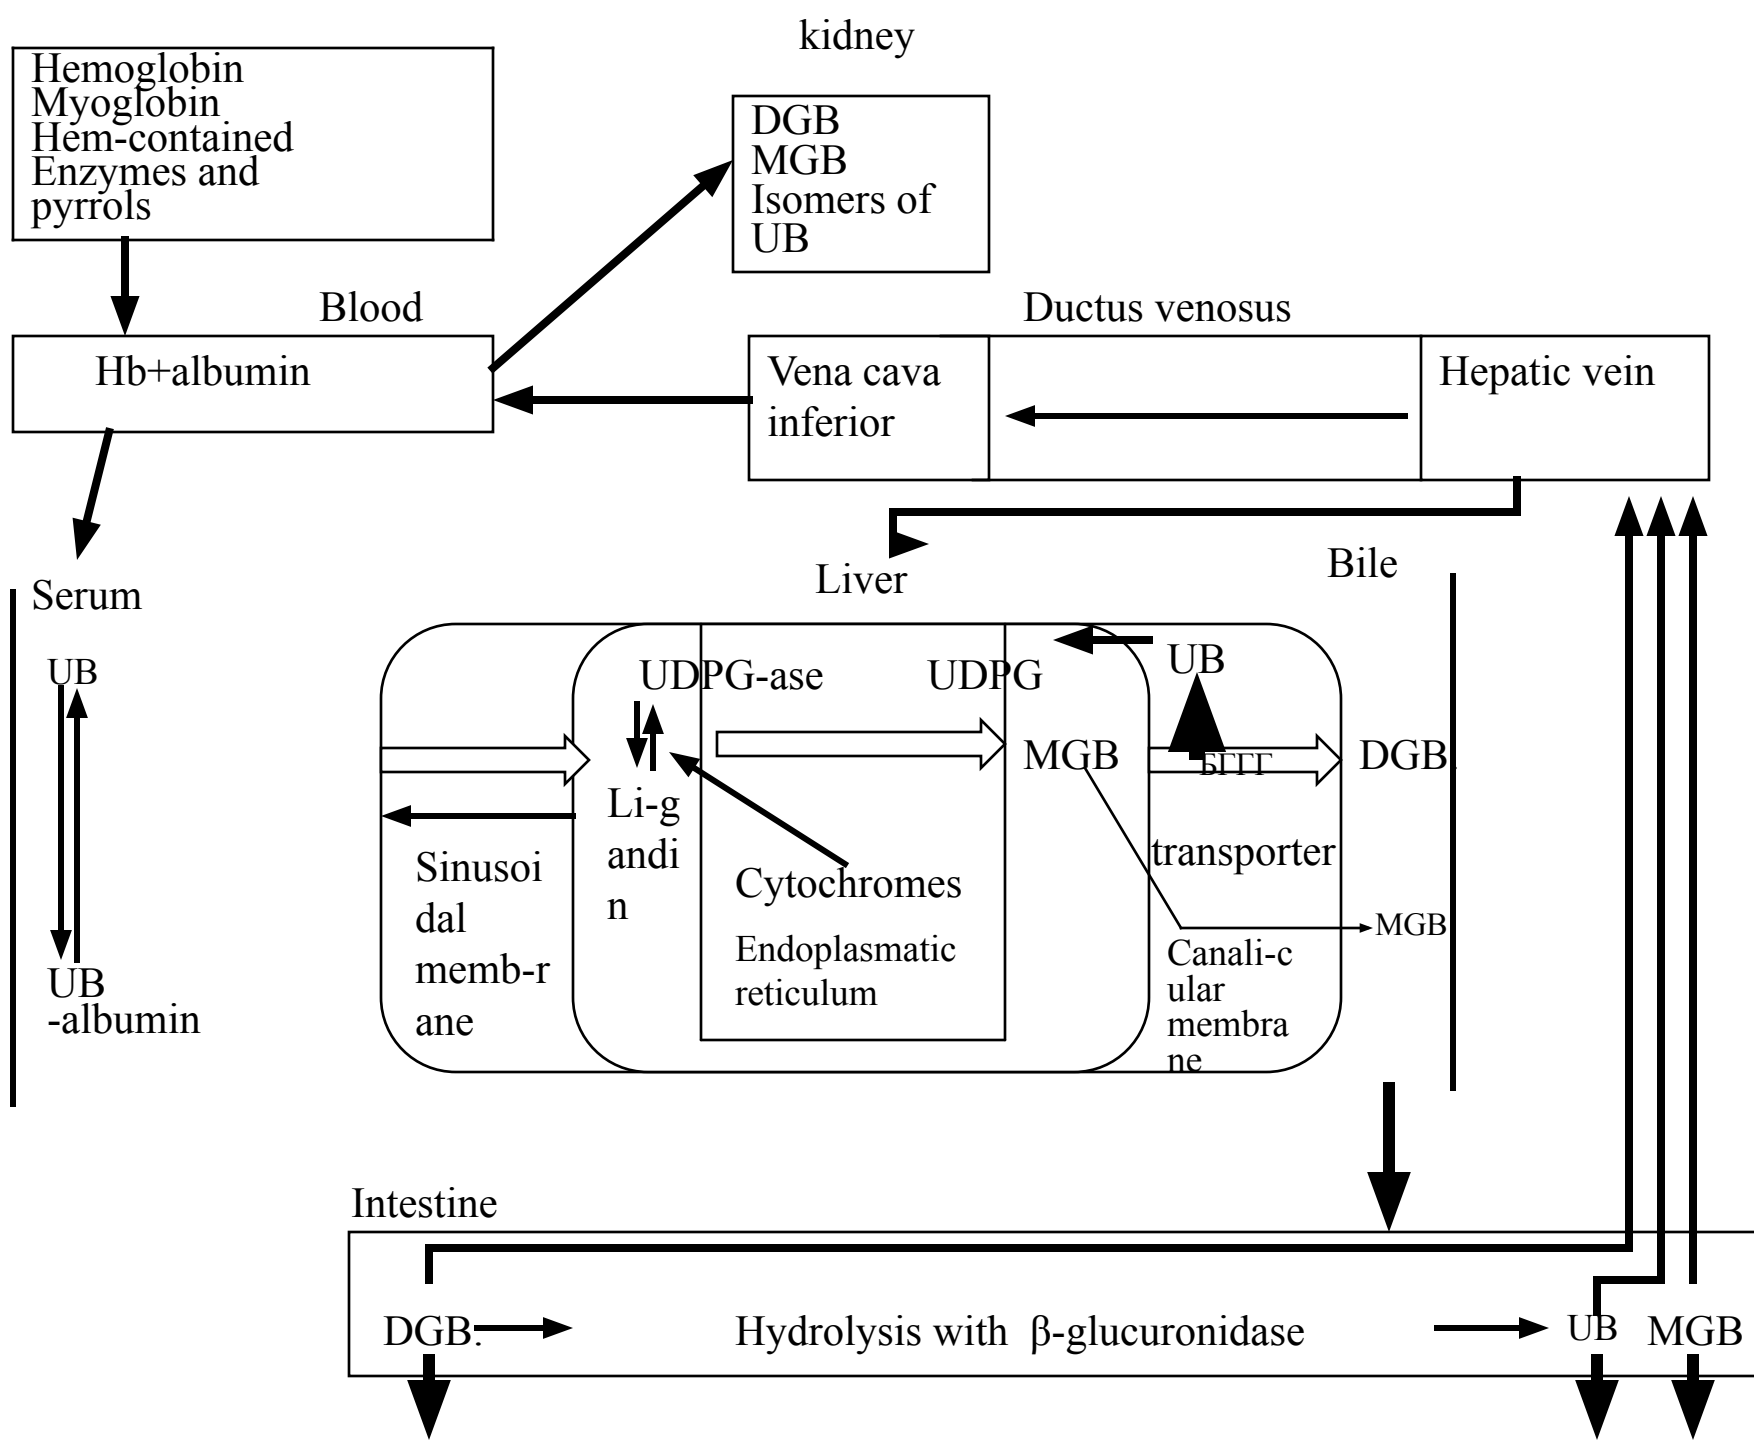 kidney
Hemoglobin
Myoglobin
Hem-contained
Enzymes and
pyrrols
DGB
MGB
Isomers of
UB
Blood
Ductus venosus
Hb+albumin
Vena cava
inferior
Hepatic vein
Liver
Bile
Serum
UB
UB
-albumin
UDPG-ase
UDPG
UB
MGB
БГГГ
DGB.
Li-g
andi
n
Sinusoi
dal
memb-r
ane
Cytochromes
Endoplasmatic
reticulum
transporter
MGB
Canali-c
ular
membra
ne
Intestine
DGB.
Hydrolysis with β-glucuronidase
UB
MGB